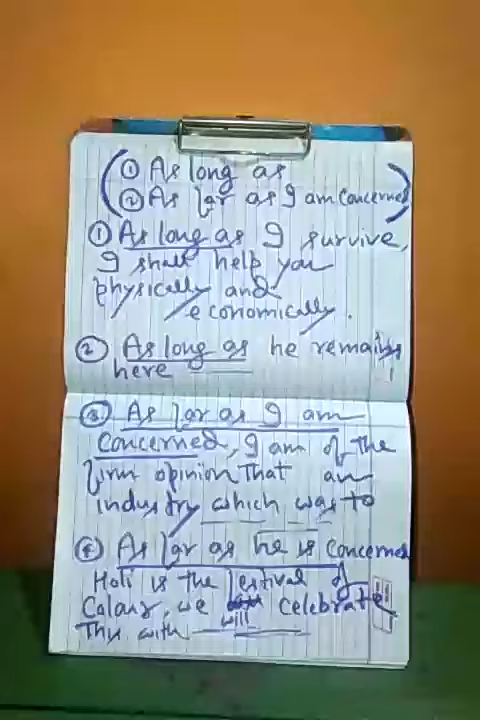 ① As long as
② As far as I am concerned
① As long as I survive,
I shall help you
physically and
economically.
② As long as he remains
here
③ As far as I am
concerned, I am of the
firm opinion that an
industry which was to
④ As far as he is concerned
Holi is the festival of
Colour, we will celebrate
This with